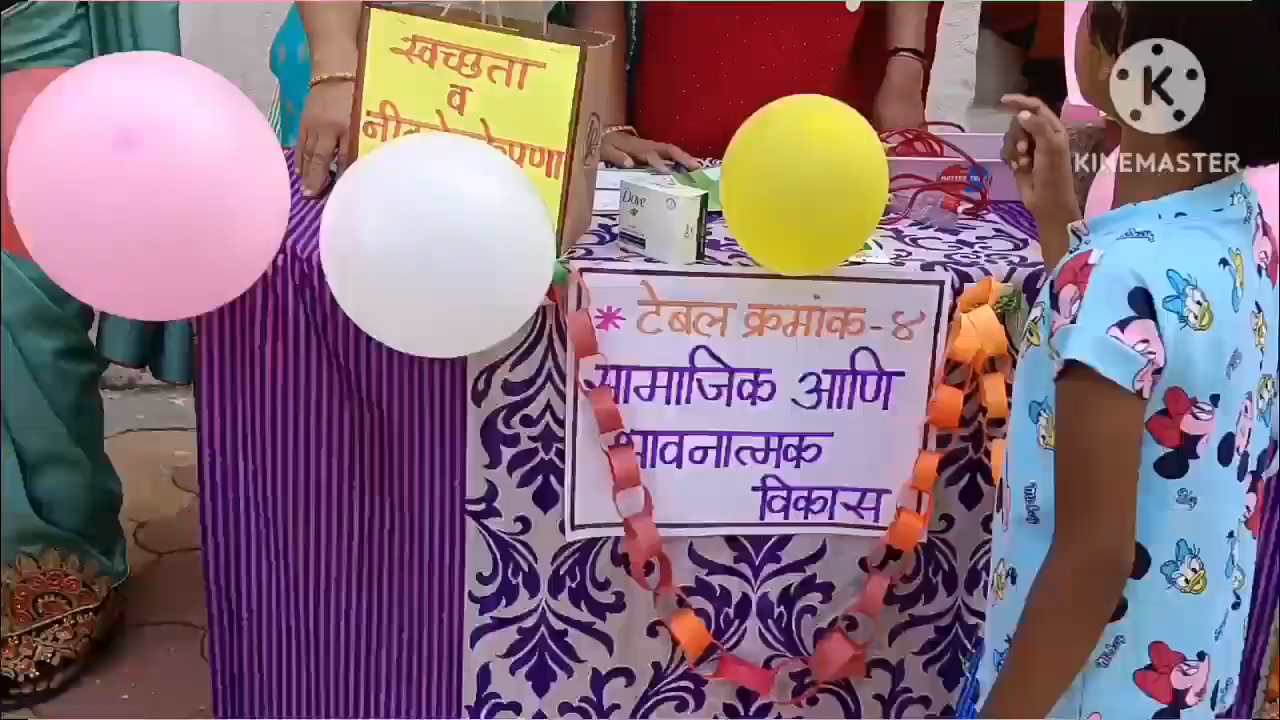 स्वच्छता
व
Dove
* टेबल क्रमांक-४
सामाजिक आणि
भावनात्मक
विकास
KINEMASTER